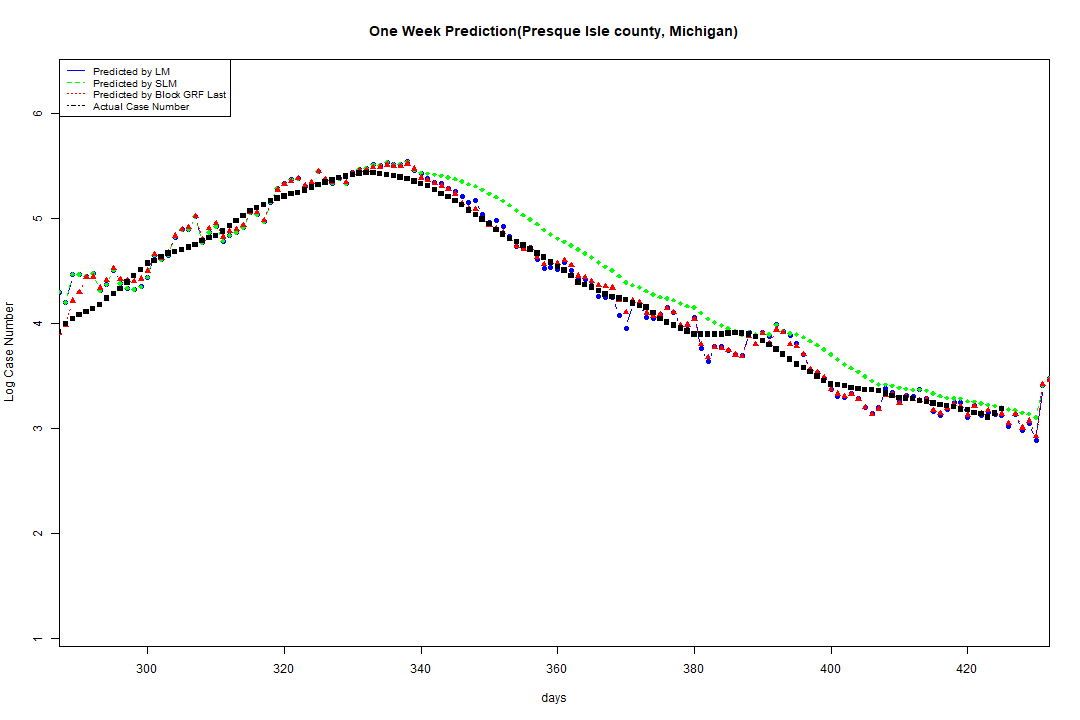 One Week Prediction(Presque Isle county, Michigan)
Predicted by LM
Predicted by SLM
Predicted by Block GRF Last
Actual Case Number
6
5
4
3
2
1
Log Case Number
300 320 340 360 380 400 420
days